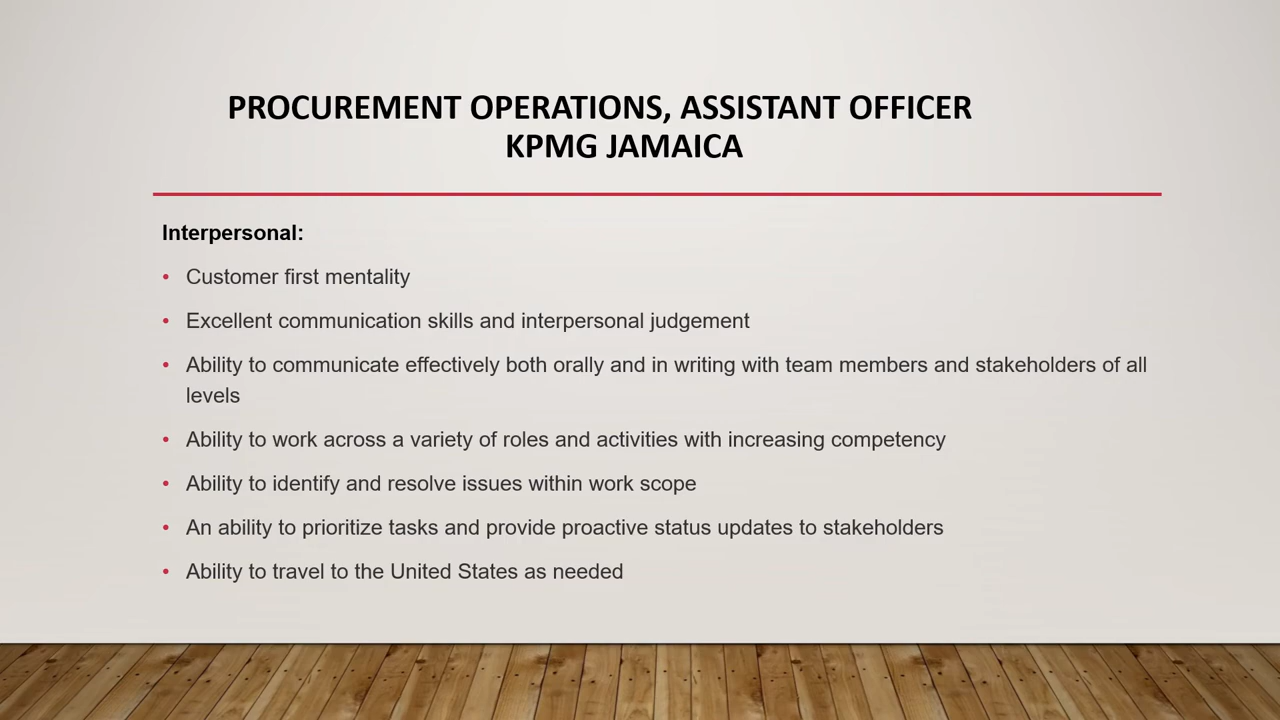 PROCUREMENT OPERATIONS, ASSISTANT OFFICER
KPMG JAMAICA
Interpersonal:
• Customer first mentality
• Excellent communication skills and interpersonal judgement
• Ability to communicate effectively both orally and in writing with team members and stakeholders of all
levels
• Ability to work across a variety of roles and activities with increasing competency
• Ability to identify and resolve issues within work scope
• An ability to prioritize tasks and provide proactive status updates to stakeholders
• Ability to travel to the United States as needed